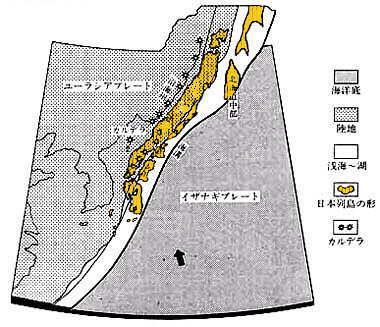 ユーラシアプレート
カルデラ
北
中部
イザナギプレート
海洋底
陸地
浅海～湖
日本列島の形
カルデラ